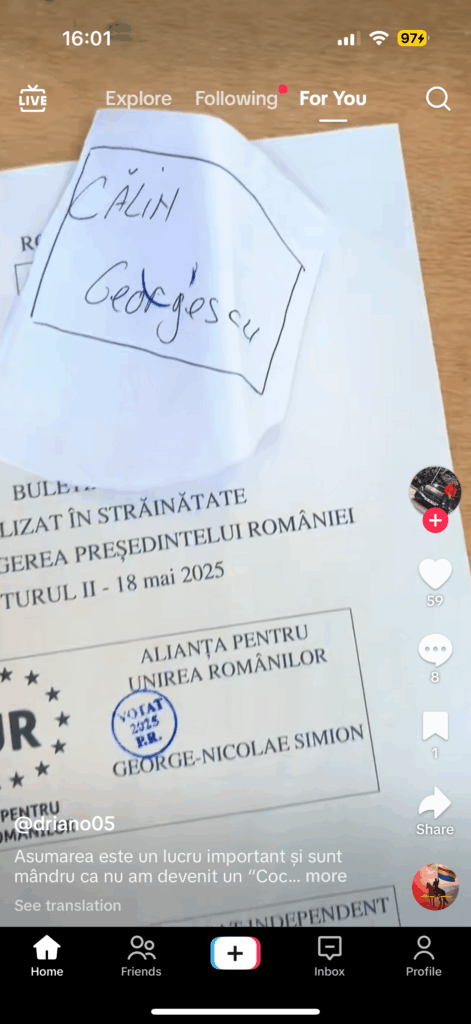 16:01
97
LIVE
Explore
Following
For You
CĂLIN
Georgescu
LIZAT ÎN STRĂINĂTATE
GEREA PREȘEDINTELUI ROMÂNIEI
TURUL II - 18 mai 2025
ALIANȚA PENTRU
UNIREA ROMÂNILOR
VOTAT
2025
P.R.
GEORGE-NICOLAE SIMION
UR
PENTRU
INDEPENDENT
59
8
1
Share
@driano05
Asumarea este un lucru important și sunt
mândru ca nu am devenit un “Coc... more
See translation
Home
Friends
Inbox
Profile